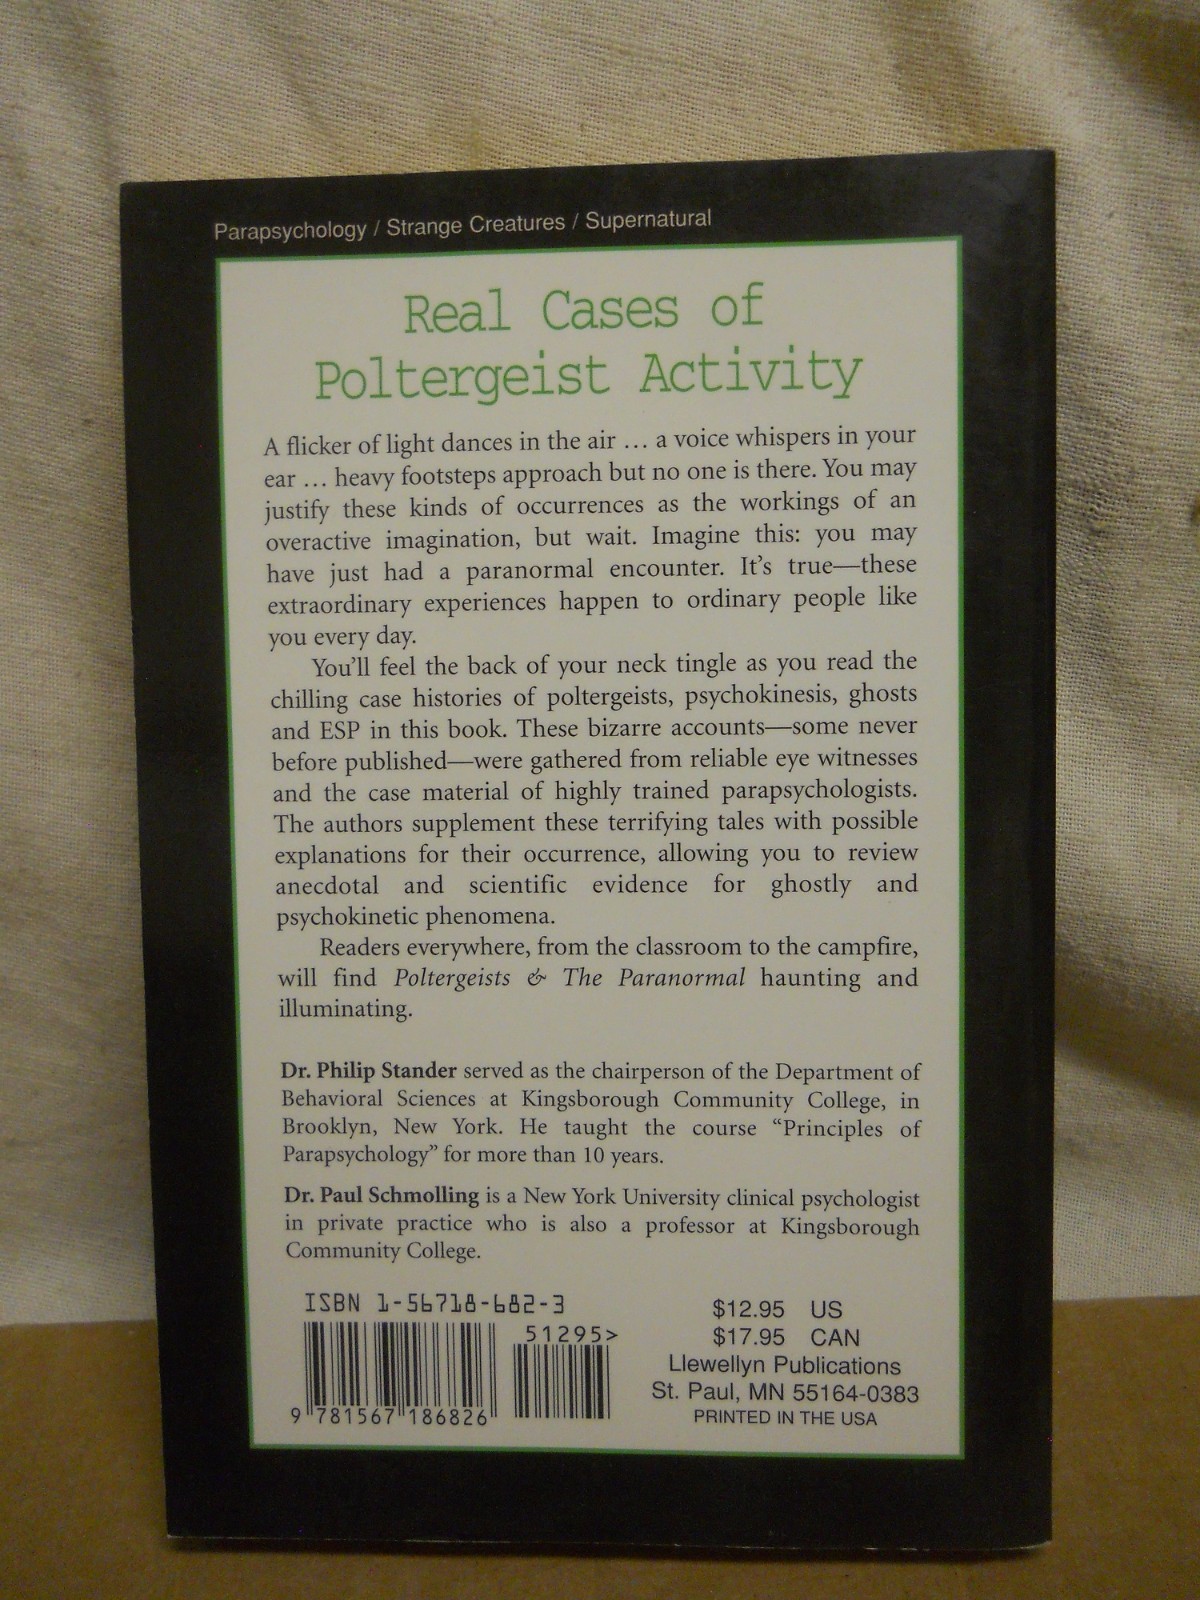 Parapsychology / Strange Creatures / Supernatural
Real Cases of
Poltergeist Activity
A flicker of light dances in the air … a voice whispers in your
ear … heavy footsteps approach but no one is there. You may
justify these kinds of occurrences as the workings of an
overactive imagination, but wait. Imagine this: you may
have just had a paranormal encounter. It's true—these
extraordinary experiences happen to ordinary people like
you every day.
You'll feel the back of your neck tingle as you read the
chilling case histories of poltergeists, psychokinesis, ghosts
and ESP in this book. These bizarre accounts—some never
before published—were gathered from reliable eye witnesses
and the case material of highly trained parapsychologists.
The authors supplement these terrifying tales with possible
explanations for their occurrence, allowing you to review
anecdotal and scientific evidence for ghostly and
psychokinetic phenomena.
Readers everywhere, from the classroom to the campfire,
will find Poltergeists & The Paranormal haunting and
illuminating.
Dr. Philip Stander served as the chairperson of the Department of
Behavioral Sciences at Kingsborough Community College, in
Brooklyn, New York. He taught the course "Principles of
Parapsychology" for more than 10 years.
Dr. Paul Schmolling is a New York University clinical psychologist
in private practice who is also a professor at Kingsborough
Community College.
ISBN 1-56718-682-3
51295>
9 781567 186826
$12.95 US
$17.95 CAN
Llewellyn Publications
St. Paul, MN 55164-0383
PRINTED IN THE USA